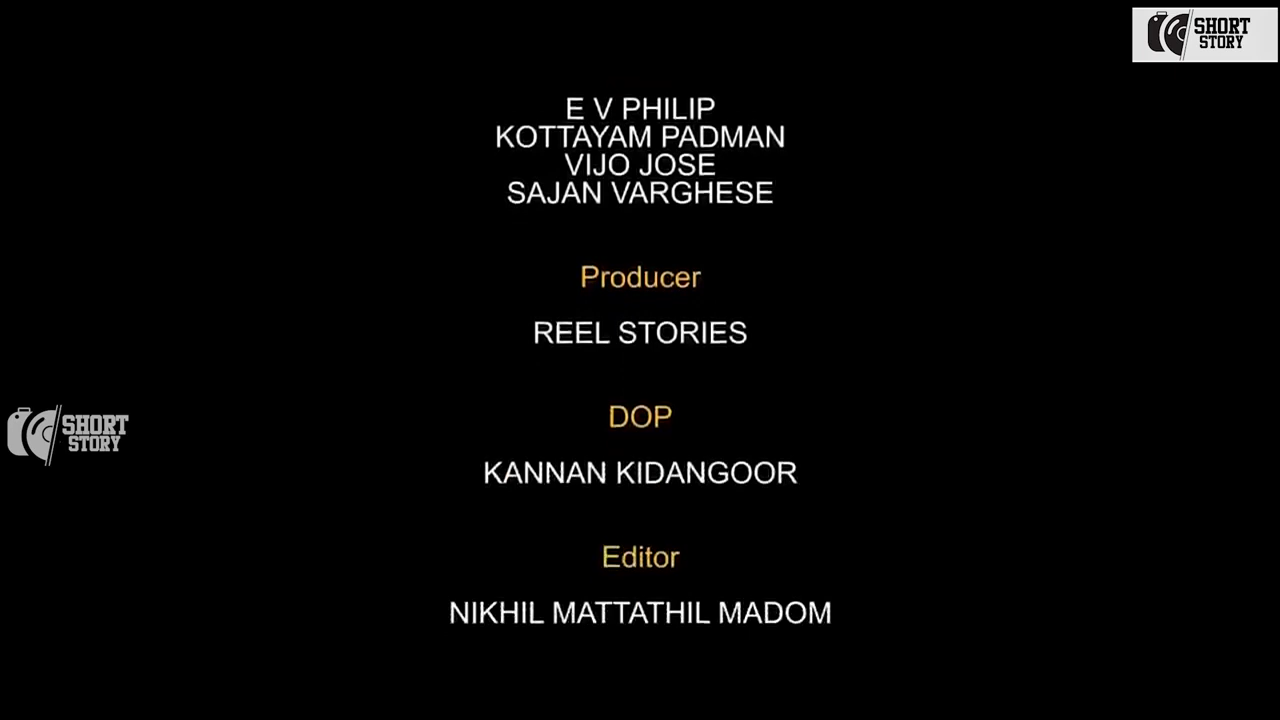 SHORT
STORY
E V PHILIP
KOTTAYAM PADMAN
VIJO JOSE
SAJAN VARGHESE
Producer
REEL STORIES
DOP
KANNAN KIDANGOOR
SHORT
STORY
Editor
NIKHIL MATTATHIL MADOM